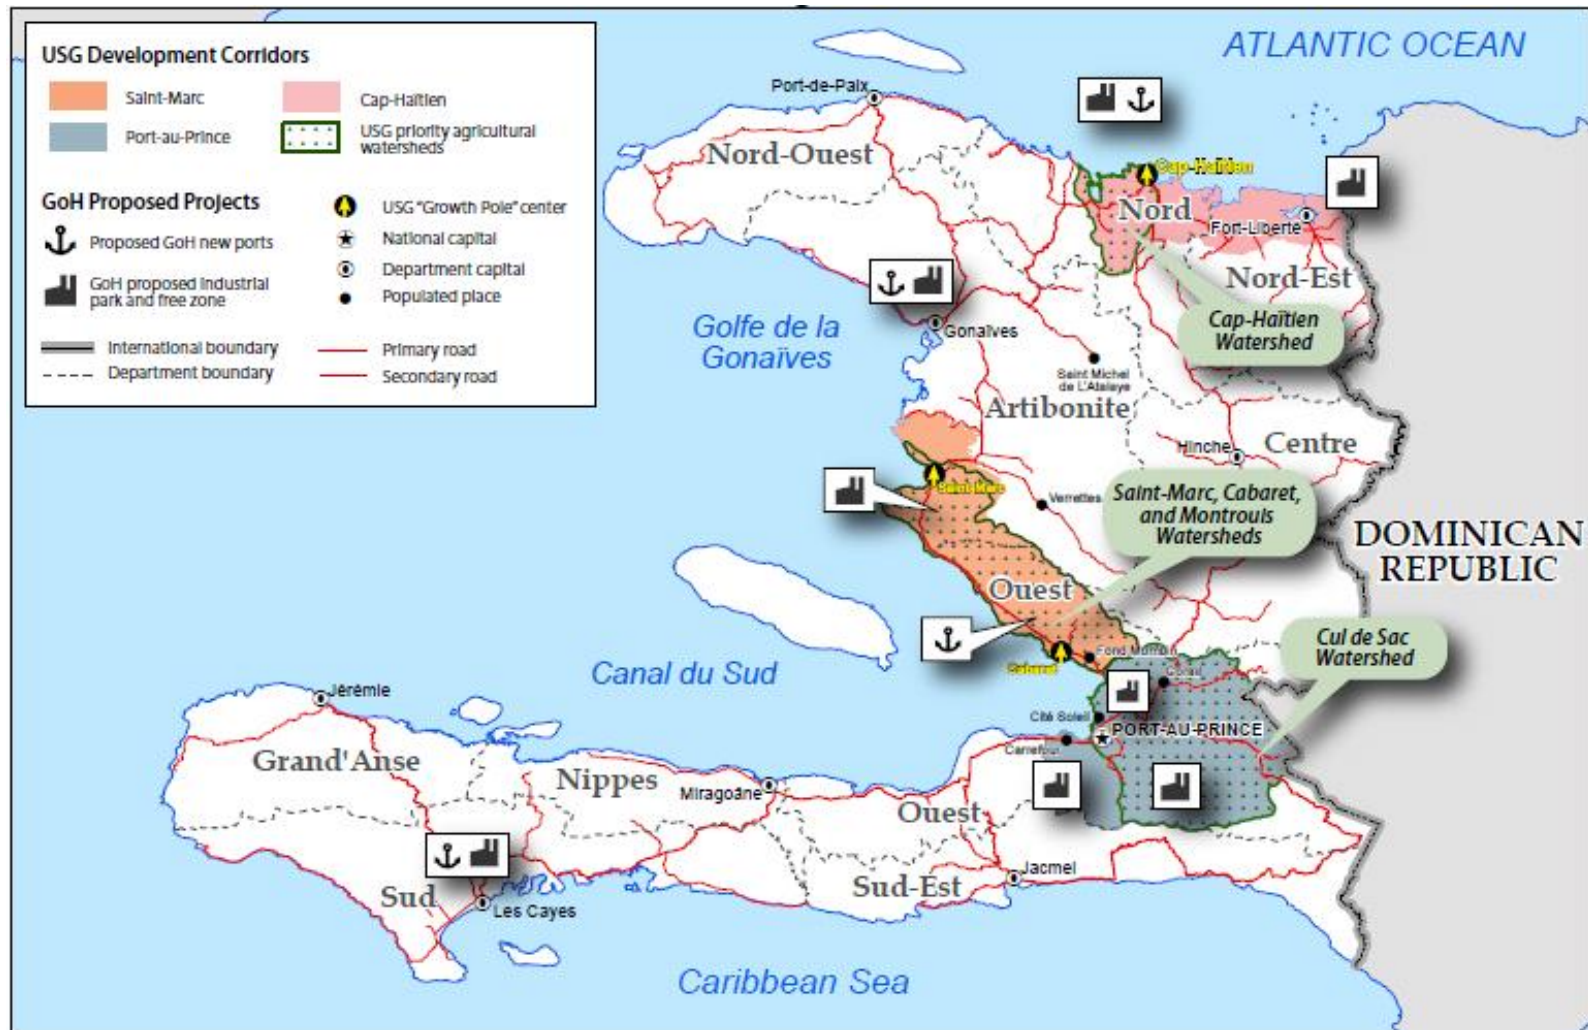 USG Development Corridors
Saint-Marc
Cap-Haïtien
Port-au-Prince
USG priority agricultural
watersheds
GoH Proposed Projects
Proposed GoH new ports
GoH proposed industrial
park and free zone
USG "Growth Pole" center
National capital
Department capital
Populated place
International boundary
Department boundary
Primary road
Secondary road
ATLANTIC OCEAN
Port-de-Paix
Nord-Ouest
Cap-Haïtien
Nord
Fort-Liberté
Nord-Est
Cap-Haïtien
Watershed
Golfe de la
Gonaïves
Gonaïves
Saint Michel
de L'Atalaye
Artibonite
Hinche
Centre
Saint-Marc
Verrettes
Saint-Marc, Cabaret,
and Montrouis
Watersheds
DOMINICAN
REPUBLIC
Ouest
Cabaret
Fond
Cul de Sac
Watershed
Canal du Sud
Cité Soleil
PORT-AU-PRINCE
Carrefour
Jérémie
Grand'Anse
Nippes
Miragoâne
Ouest
Jacmel
Sud-Est
Sud
Les Cayes
Caribbean Sea